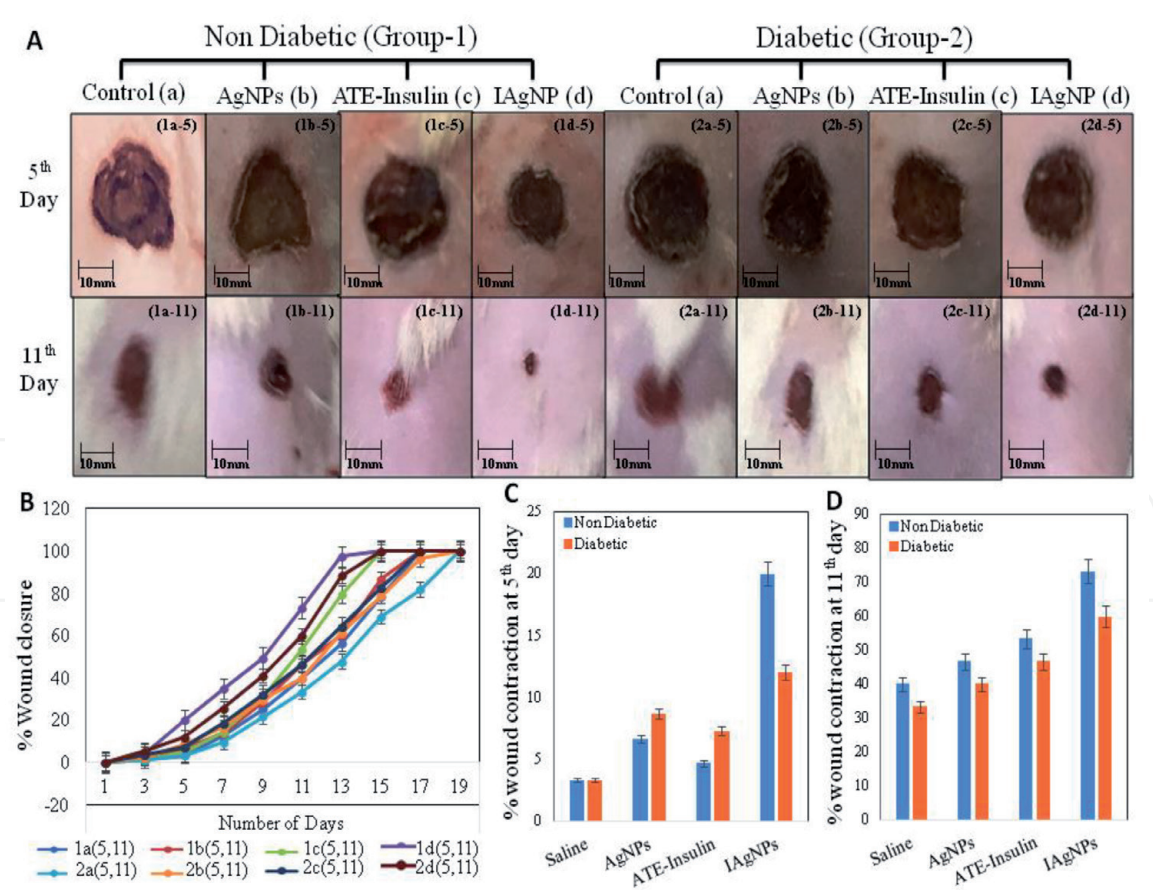 A
Non Diabetic (Group-1)
Diabetic (Group-2)
Control (a)
AgNPs (b)
ATE-Insulin (c)
IAgNP (d)
Control (a)
AgNPs (b)
ATE-Insulin (c)
IAgNP (d)
5th
Day
(1a-5)
(1b-5)
(1c-5)
(1d-5)
(2a-5)
(2b-5)
(2c-5)
(2d-5)
10mm
10mm
10mm
10mm
10mm
10mm
10mm
10mm
11th
Day
(1a-11)
(1b-11)
(1c-11)
(1d-11)
(2a-11)
(2b-11)
(2c-11)
(2d-11)
10mm
10mm
10mm
10mm
10mm
10mm
10mm
10mm
B
% Wound closure
120
100
80
60
40
20
0
-20
1 3 5 7 9 11 13 15 17 19
Number of Days
1a(5,11)
1b(5,11)
1c(5,11)
1d(5,11)
2a(5,11)
2b(5,11)
2c(5,11)
2d(5,11)
C
% wound contraction at 5th day
25
20
15
10
5
0
Non Diabetic
Diabetic
Saline
AgNPs
ATE-Insulin
IAgNPs
D
% wound contraction at 11th day
90
80
70
60
50
40
30
20
10
0
Non Diabetic
Diabetic
Saline
AgNPs
ATE-Insulin
IAgNPs